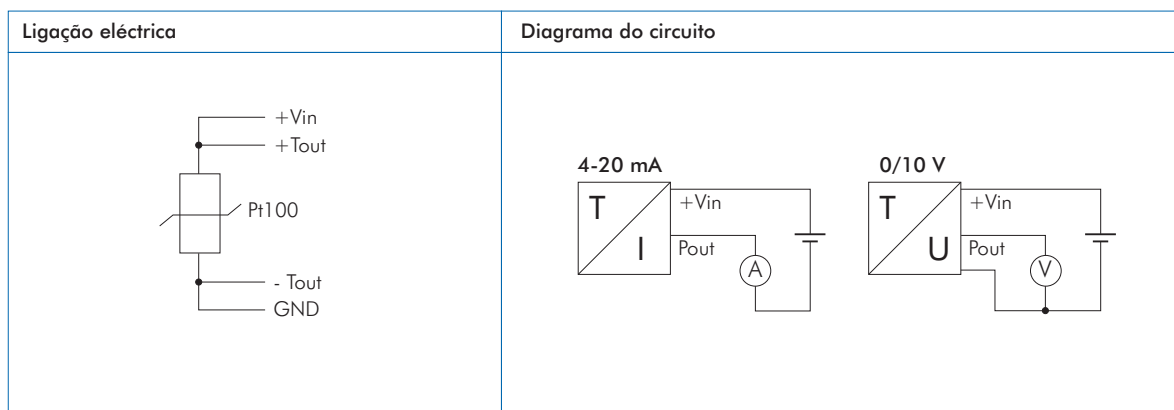 Ligação eléctrica
Diagrama do circuito
+Vin
+Tout
Pt100
- Tout
GND
4-20 mA
T
I
+Vin
Pout
A
0/10 V
T
U
+Vin
Pout
V